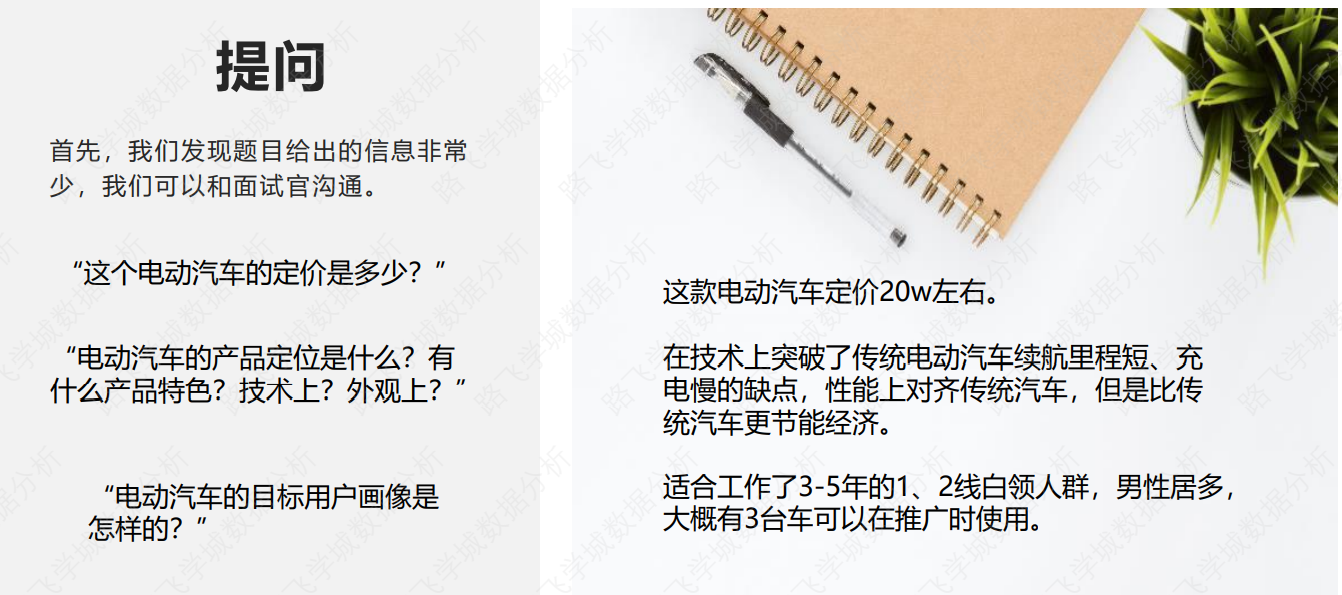 提问
首先，我们发现题目给出的信息非常
少，我们可以和面试官沟通。
“这个电动汽车的定价是多少？”
“电动汽车的产品定位是什么？有
什么产品特色？技术上？外观上？”
“电动汽车的目标用户画像是
怎样的？”
这款电动汽车定价20w左右。
在技术上突破了传统电动汽车续航里程短、充
电慢的缺点，性能上对齐传统汽车，但是比传
统汽车更节能经济。
适合工作了3-5年的1、2线白领人群，男性居多，
大概有3台车可以在推广时使用。
路飞学城数据分析